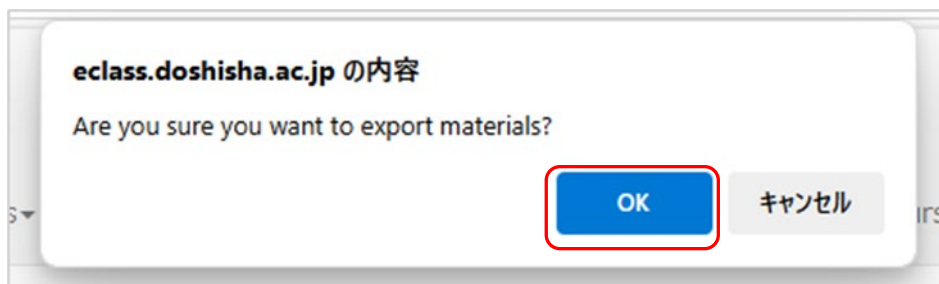 eclass.doshisha.ac.jp の内容
Are you sure you want to export materials?
OK
キャンセル